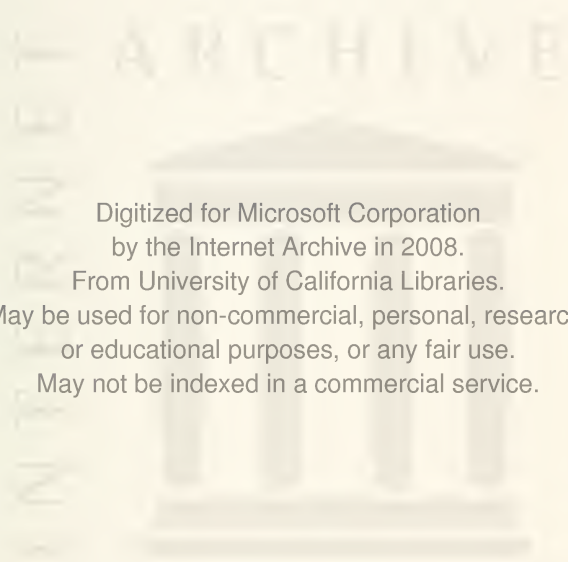 ARCHIVE
Digitized for Microsoft Corporation
by the Internet Archive in 2008.
From University of California Libraries.
May be used for non-commercial, personal, researc
or educational purposes, or any fair use.
May not be indexed in a commercial service.